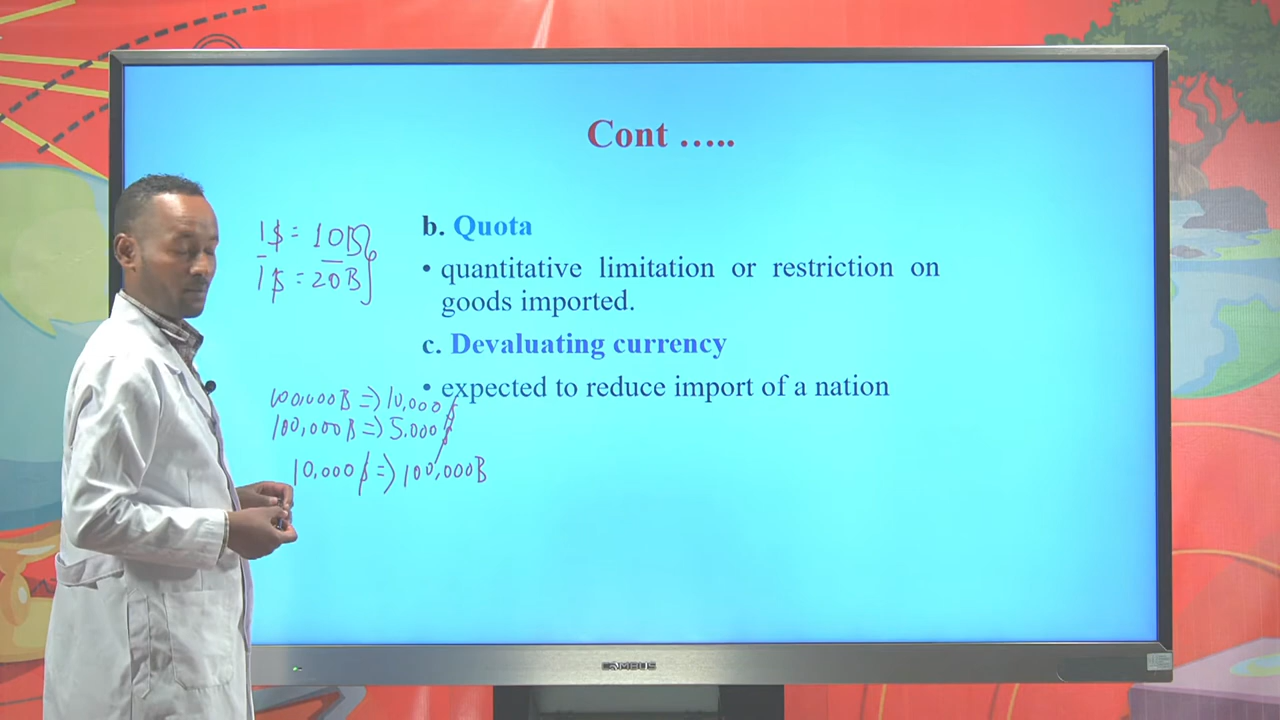 Cont …..
1$ = 10B
1$ = 20B
b. Quota
• quantitative limitation or restriction on
goods imported.
c. Devaluating currency
• expected to reduce import of a nation
100,000B => 10,000$
100,000B => 5,000$
10,000$ => 100,000B